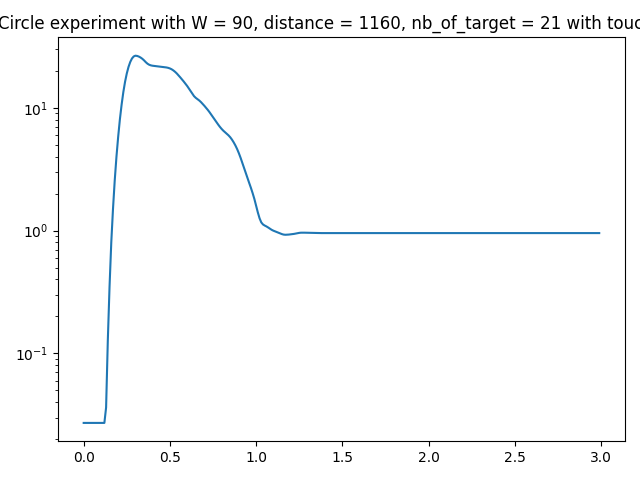 Circle experiment with W = 90, distance = 1160, nb_of_target = 21 with touc
10¹
10⁰
10⁻¹
0.0 0.5 1.0 1.5 2.0 2.5 3.0